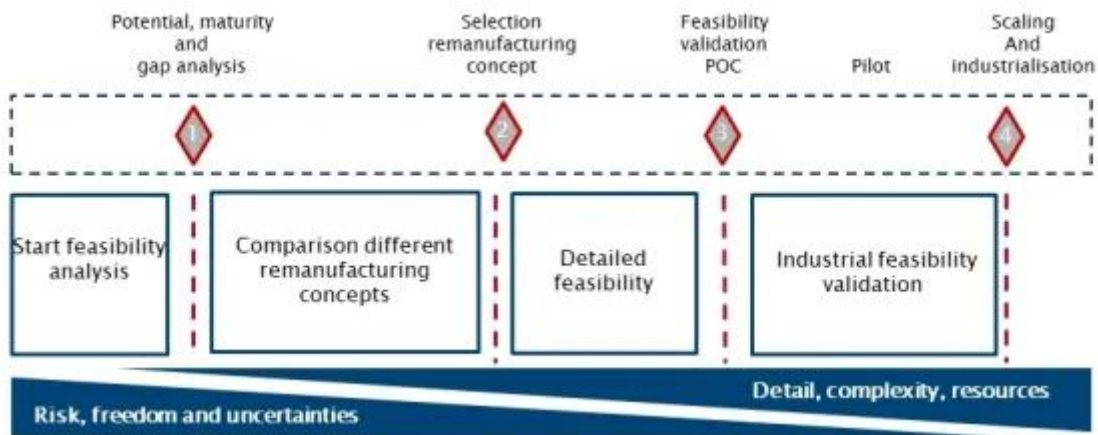 Potential, maturity
and
gap analysis
Selection
remanufacturing
concept
Feasibility
validation
POC
Pilot
Scaling
And
industrialisation
1
2
3
4
Start feasibility
analysis
Comparison different
remanufacturing
concepts
Detailed
feasibility
Industrial feasibility
validation
Detail, complexity, resources
Risk, freedom and uncertainties